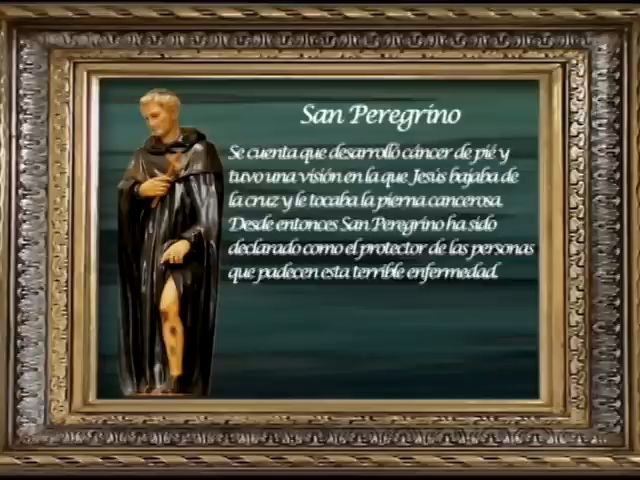 San Peregrino
Se cuenta que desarrolló cáncer de pié y
tuvo una visión en la que Jesús bajaba de
la cruz y le tocaba la pierna cancerosa.
Desde entonces San Peregrino ha sido
declarado como el protector de las personas
que padecen esta terrible enfermedad.